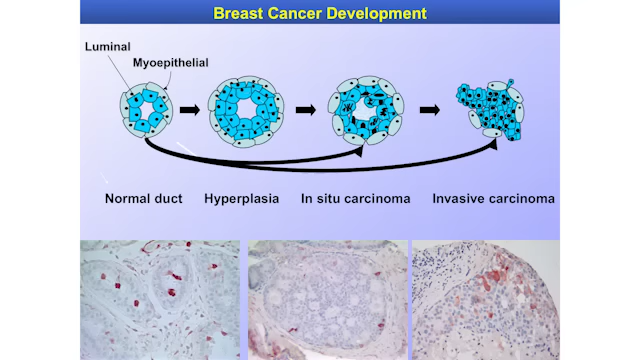 Breast Cancer Development
Luminal
Myoepithelial
Normal duct
Hyperplasia
In situ carcinoma
Invasive carcinoma